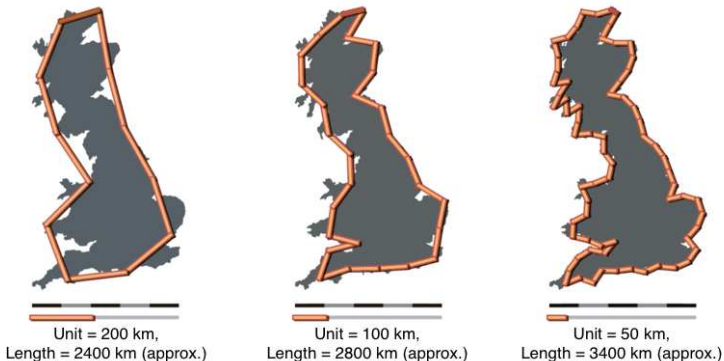 Unit = 200 km,
Length = 2400 km (approx.)
Unit = 100 km,
Length = 2800 km (approx.)
Unit = 50 km,
Length = 3400 km (approx.)